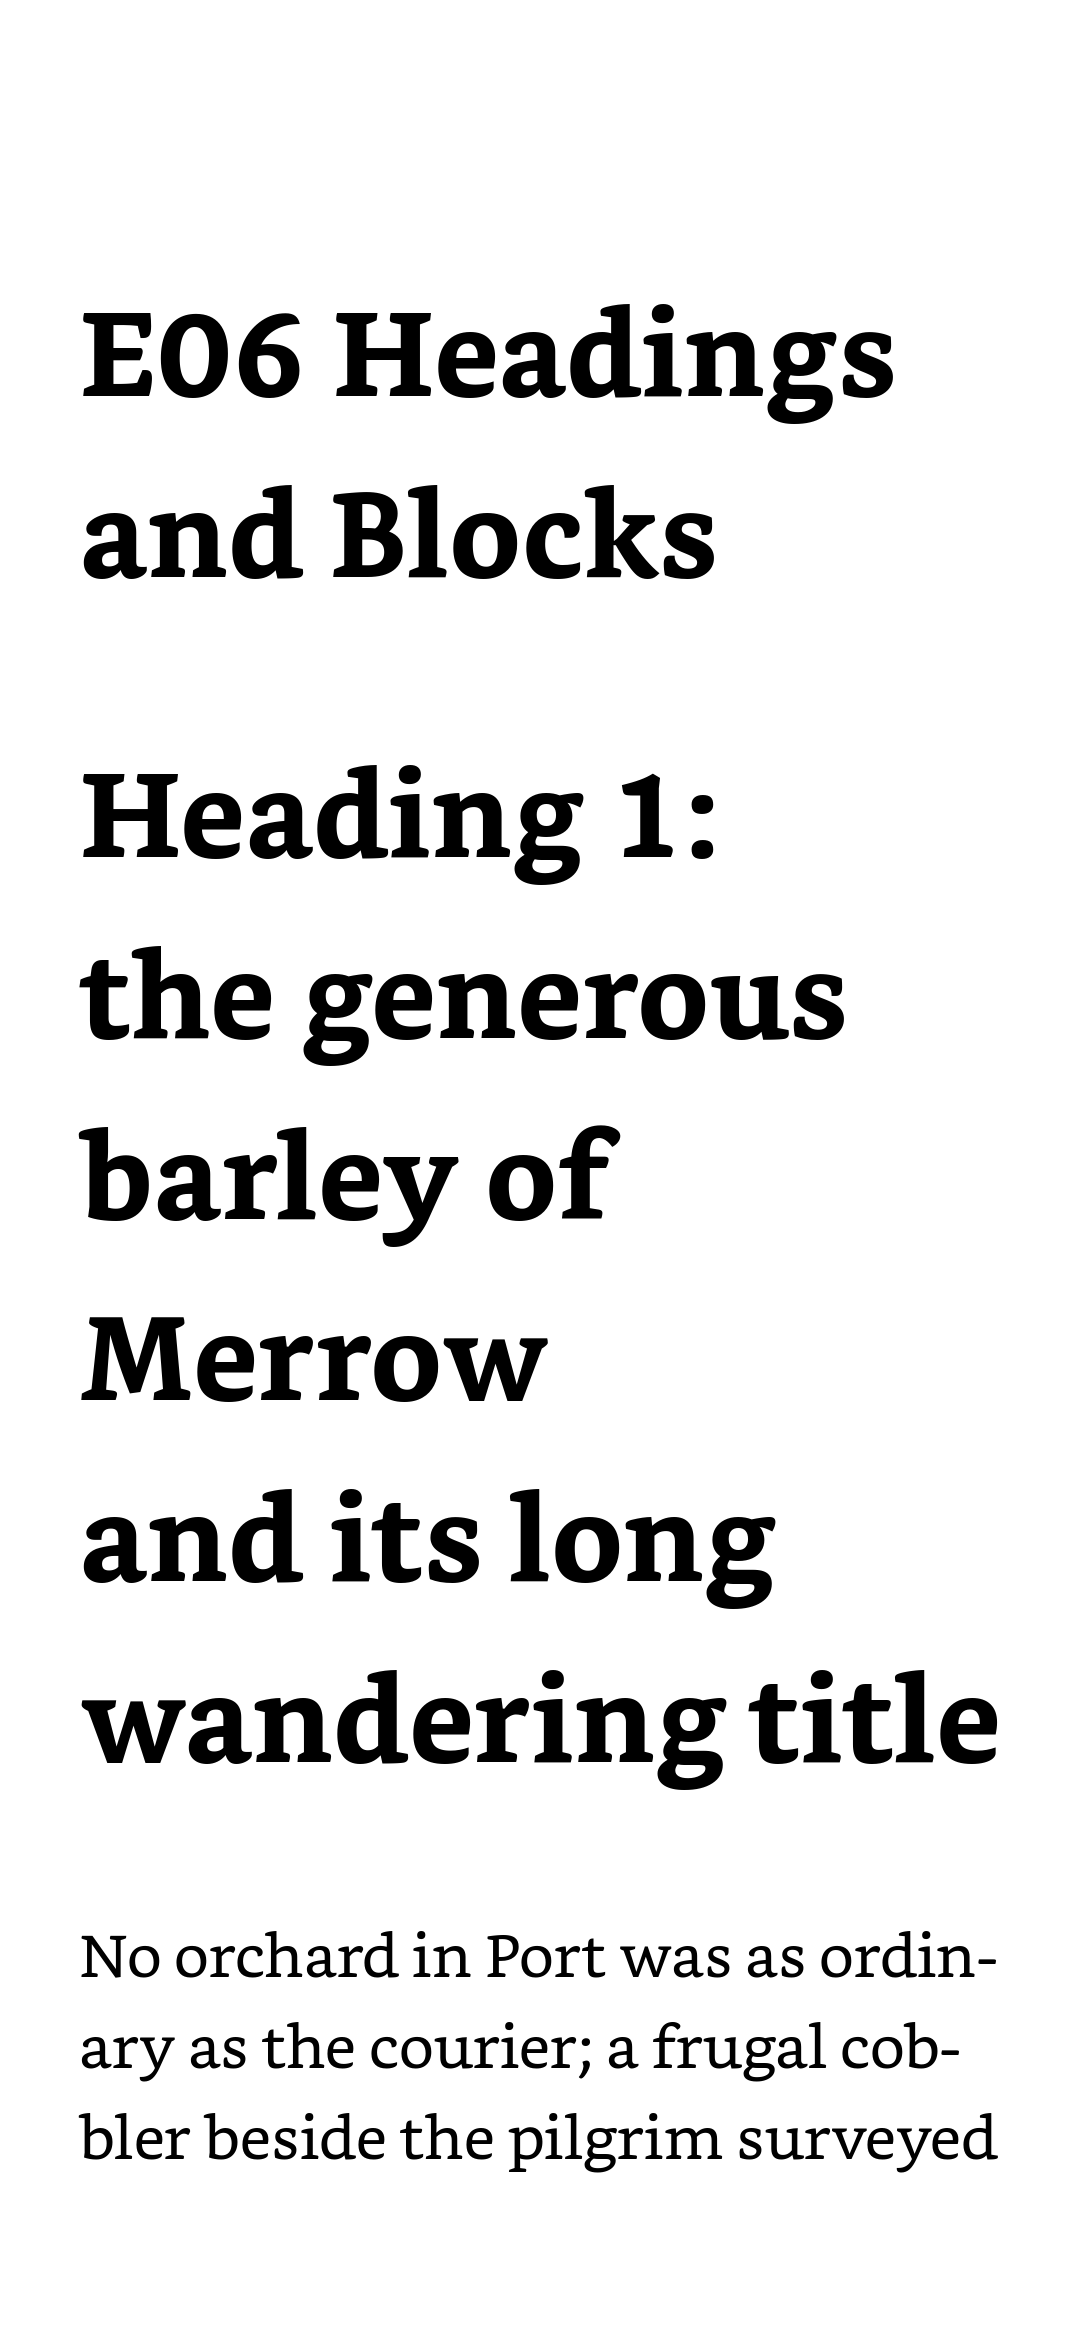 E06 Headings
and Blocks
Heading 1:
the generous
barley of
Merrow
and its long
wandering title
No orchard in Port was as ordin-
ary as the courier; a frugal cob-
bler beside the pilgrim surveyed